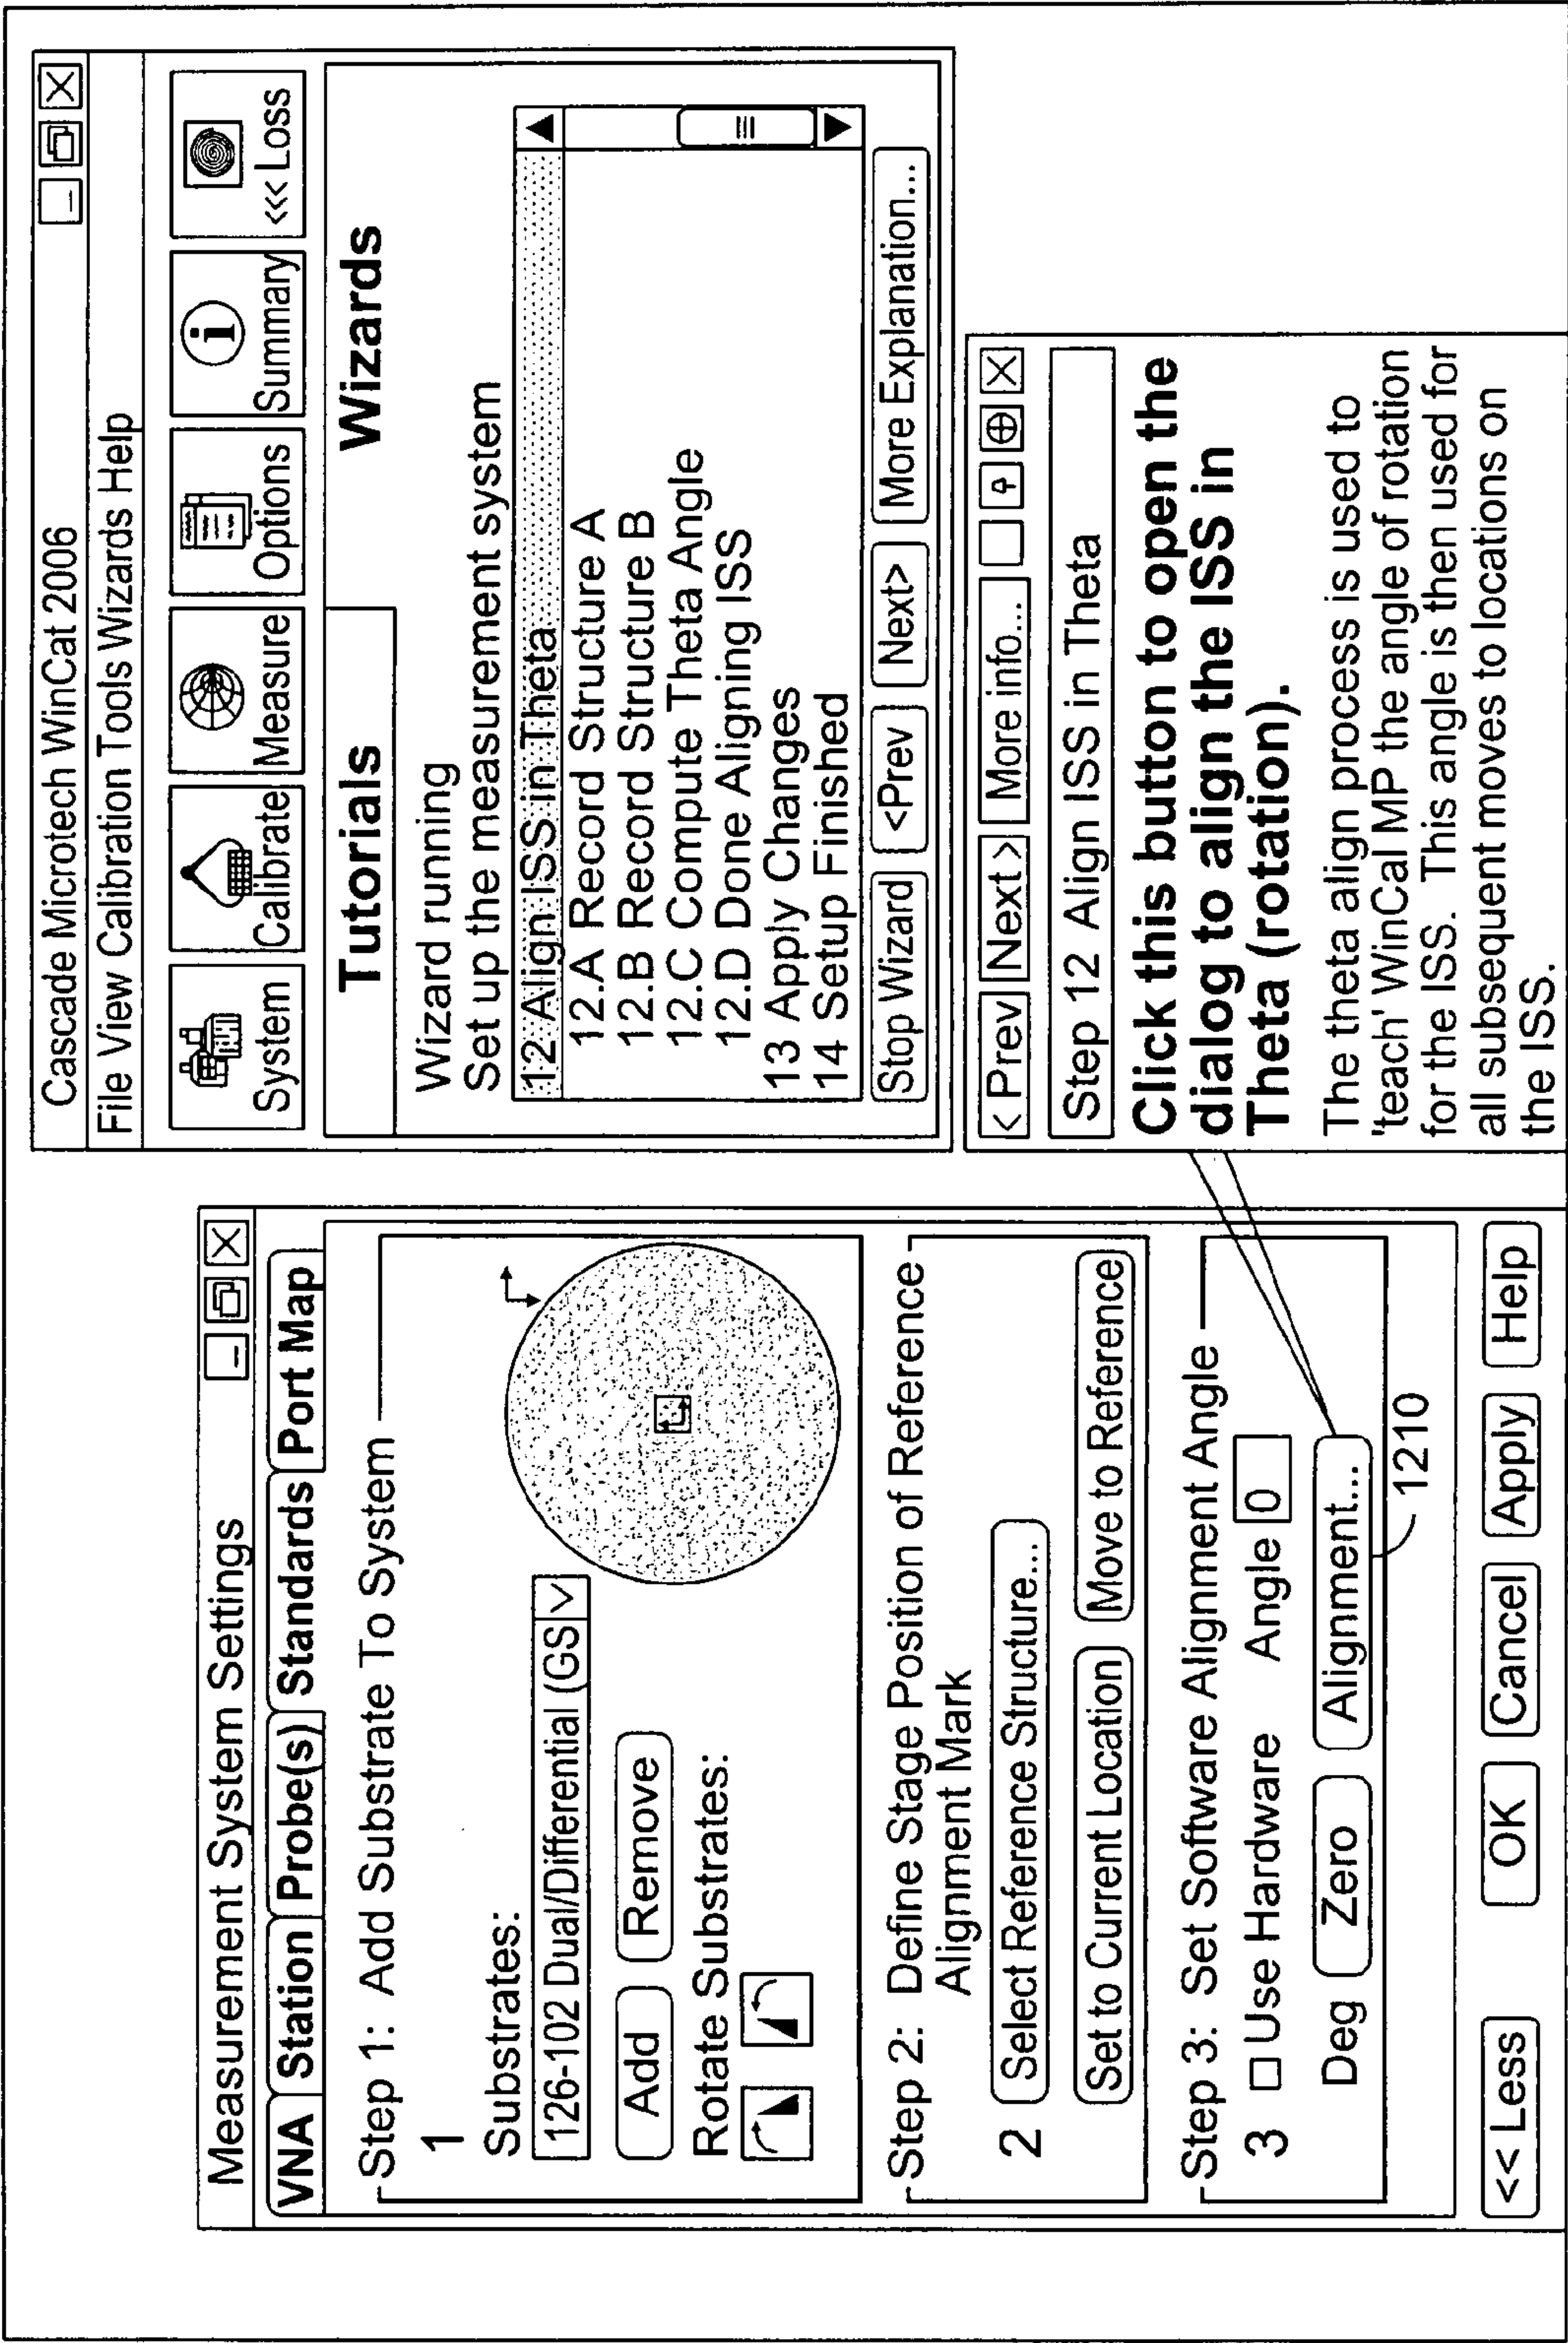 Measurement System Settings
VNA Station Probe(s) Standards Port Map
Step 1: Add Substrate To System
1
Substrates:
126-102 Dual/Differential (GS
Add Remove
Rotate Substrates:
Step 2: Define Stage Position of Reference
Alignment Mark
2 Select Reference Structure...
Set to Current Location Move to Reference
Step 3: Set Software Alignment Angle
3 Use Hardware Angle 0
Deg Zero Alignment...
1210
<< Less OK Cancel Apply Help
Cascade Microtech WinCat 2006
File View Calibration Tools Wizards Help
System Calibrate Measure Options Summary <<< Loss
Tutorials Wizards
Wizard running
Set up the measurement system
12 Align ISS in Theta
12.A Record Structure A
12.B Record Structure B
12.C Compute Theta Angle
12.D Done Aligning ISS
13 Apply Changes
14 Setup Finished
Stop Wizard <Prev Next> More Explanation...
< Prev Next > More info...
Step 12 Align ISS in Theta
Click this button to open the
dialog to align the ISS in
Theta (rotation).
The theta align process is used to
'teach' WinCal MP the angle of rotation
for the ISS. This angle is then used for
all subsequent moves to locations on
the ISS.